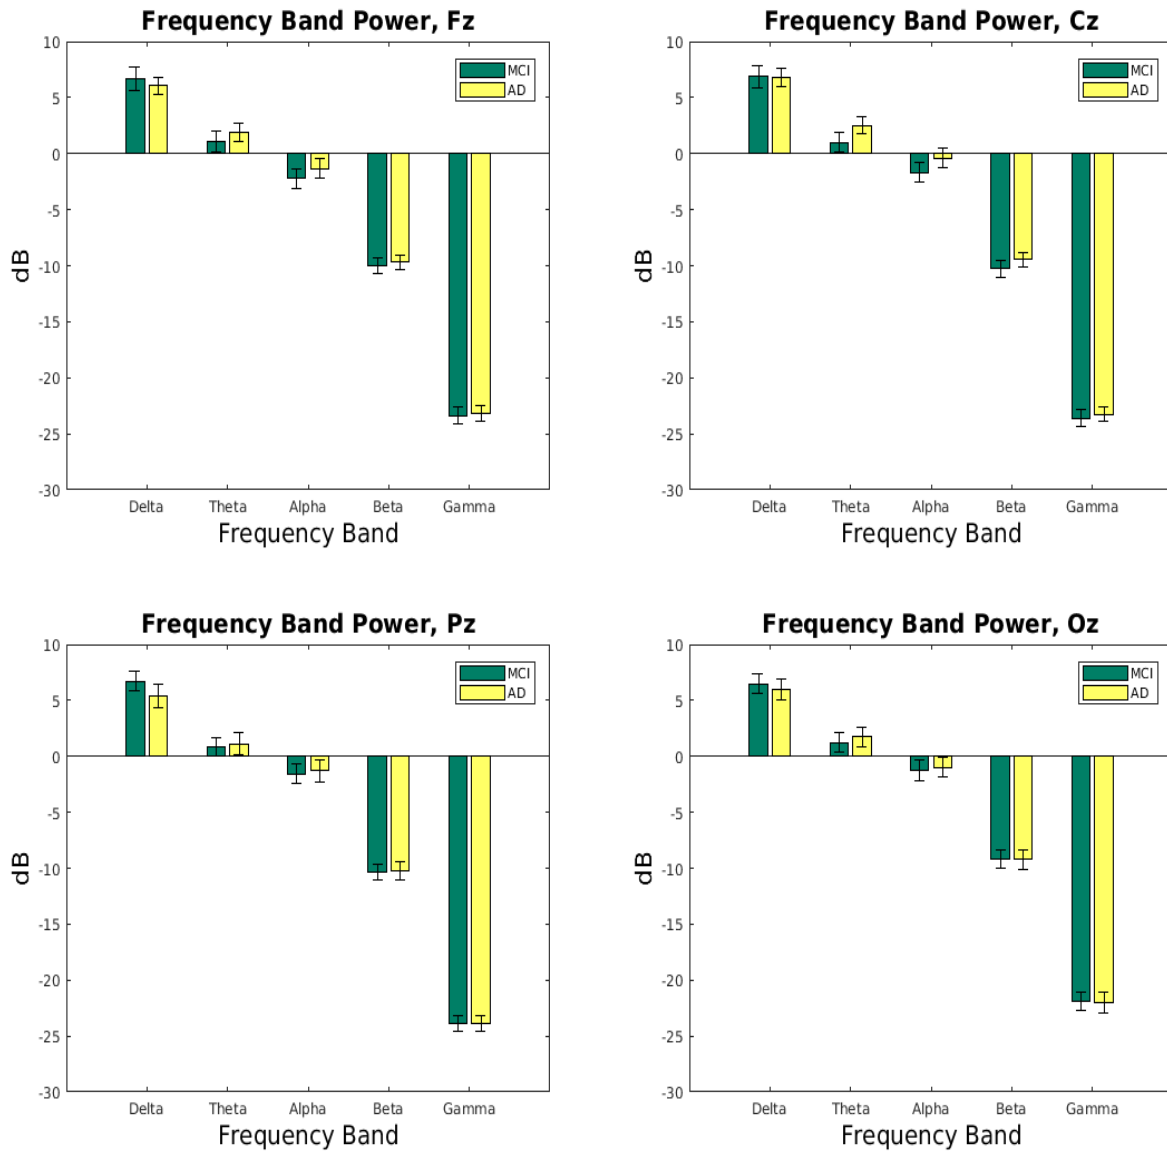 Frequency Band Power, Fz
10
5
0
-5
-10
-15
-20
-25
-30
dB
MCI
AD
Delta Theta Alpha Beta Gamma
Frequency Band
Frequency Band Power, Cz
10
5
0
-5
-10
-15
-20
-25
-30
dB
MCI
AD
Delta Theta Alpha Beta Gamma
Frequency Band
Frequency Band Power, Pz
10
5
0
-5
-10
-15
-20
-25
-30
dB
MCI
AD
Delta Theta Alpha Beta Gamma
Frequency Band
Frequency Band Power, Oz
10
5
0
-5
-10
-15
-20
-25
-30
dB
MCI
AD
Delta Theta Alpha Beta Gamma
Frequency Band